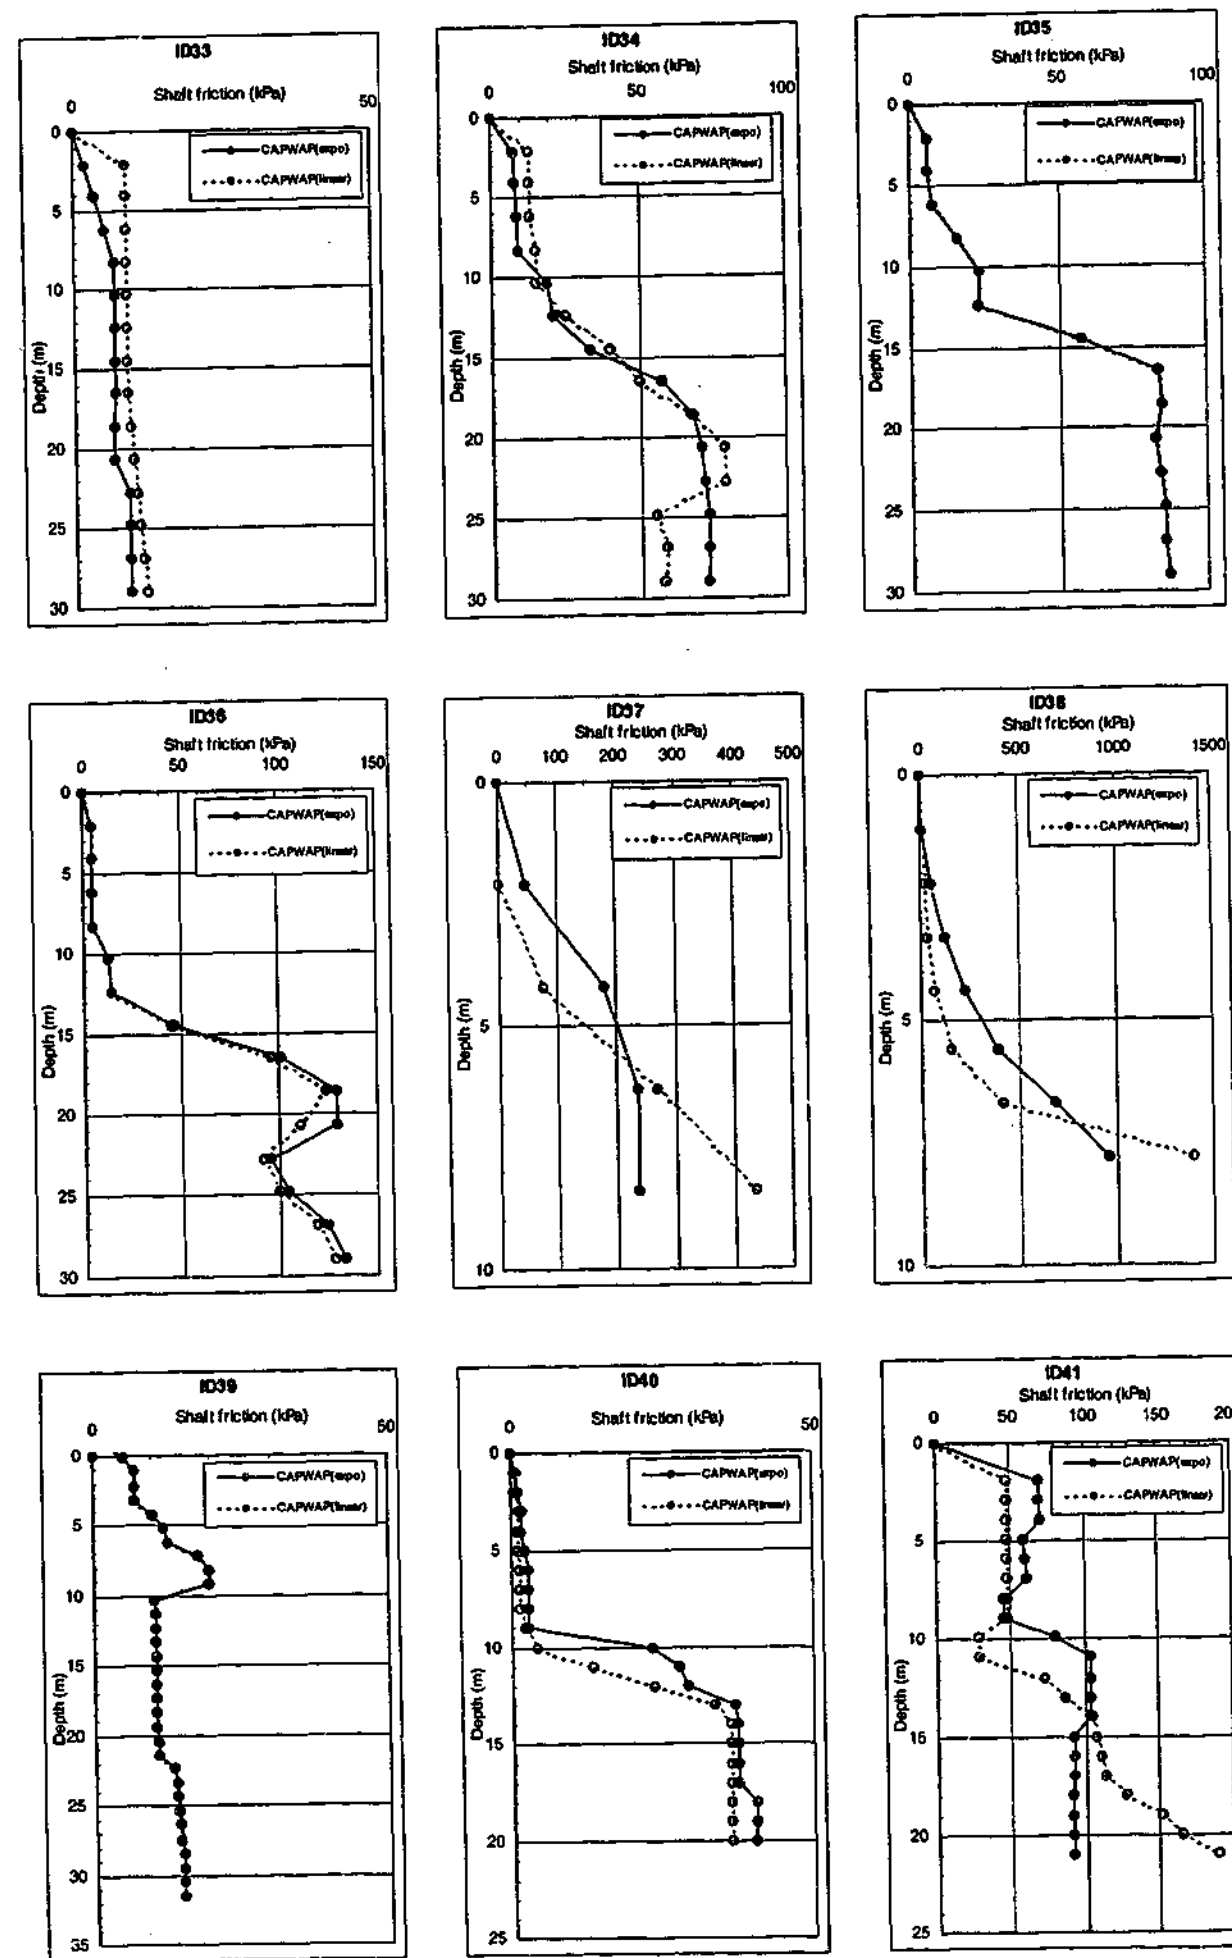 ID33
Shaft friction (kPa)
0 50
CAPWAP(expo)
CAPWAP(linear)
0
5
10
15
20
25
30
Depth (m)
ID34
Shaft friction (kPa)
0 50 100
CAPWAP(expo)
CAPWAP(linear)
0
5
10
15
20
25
30
Depth (m)
ID35
Shaft friction (kPa)
0 50 100
CAPWAP(expo)
CAPWAP(linear)
0
5
10
15
20
25
30
Depth (m)
ID36
Shaft friction (kPa)
0 50 100 150
CAPWAP(expo)
CAPWAP(linear)
0
5
10
15
20
25
30
Depth (m)
ID37
Shaft friction (kPa)
0 100 200 300 400 500
CAPWAP(expo)
CAPWAP(linear)
0
5
10
Depth (m)
ID38
Shaft friction (kPa)
0 500 1000 1500
CAPWAP(expo)
CAPWAP(linear)
0
5
10
Depth (m)
ID39
Shaft friction (kPa)
0 50
CAPWAP(expo)
CAPWAP(linear)
0
5
10
15
20
25
30
35
Depth (m)
ID40
Shaft friction (kPa)
0 50
CAPWAP(expo)
CAPWAP(linear)
0
5
10
15
20
25
Depth (m)
ID41
Shaft friction (kPa)
0 50 100 150 20
CAPWAP(expo)
CAPWAP(linear)
0
5
10
15
20
25
Depth (m)